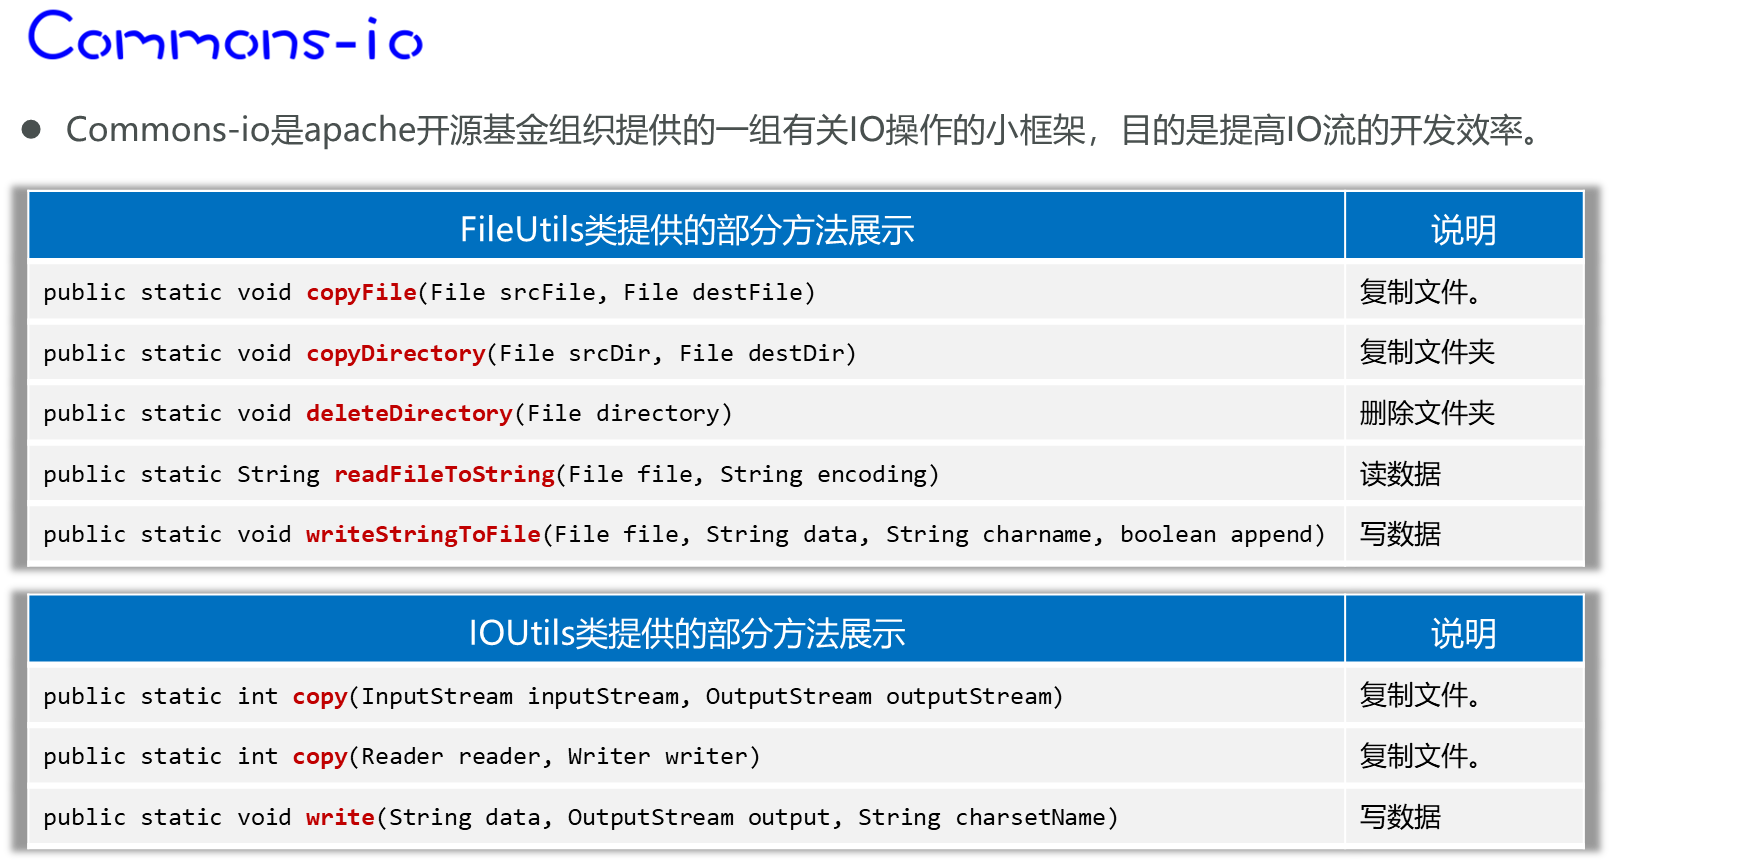 Commons-io
● Commons-io是apache开源基金组织提供的一组有关IO操作的小框架，目的是提高IO流的开发效率。
FileUtils类提供的部分方法展示 说明
public static void copyFile(File srcFile, File destFile) 复制文件。
public static void copyDirectory(File srcDir, File destDir) 复制文件夹
public static void deleteDirectory(File directory) 删除文件夹
public static String readFileToString(File file, String encoding) 读数据
public static void writeStringToFile(File file, String data, String charname, boolean append) 写数据
IOUtils类提供的部分方法展示 说明
public static int copy(InputStream inputStream, OutputStream outputStream) 复制文件。
public static int copy(Reader reader, Writer writer) 复制文件。
public static void write(String data, OutputStream output, String charsetName) 写数据